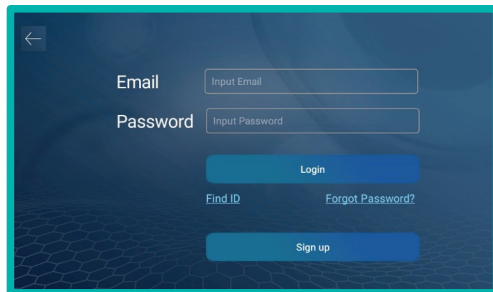 Email Input Email
Password Input Password
Login
Find ID Forgot Password?
Sign up